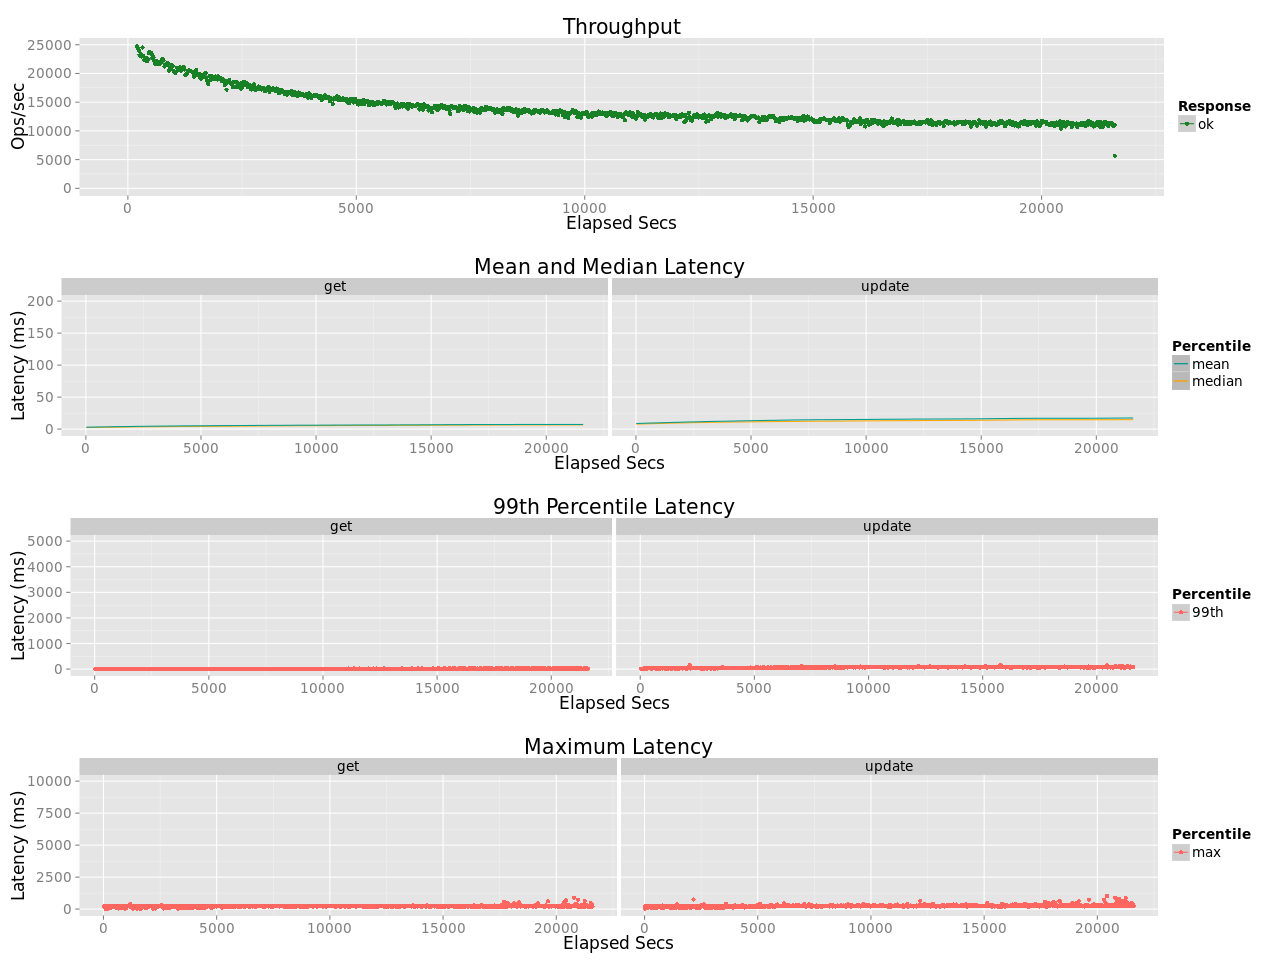 Throughput
Ops/sec
25000
20000
15000
10000
5000
0
0 5000 10000 15000 20000
Elapsed Secs
Response
ok
Mean and Median Latency
get update
Latency (ms)
200
150
100
50
0
0 5000 10000 15000 20000 0 5000 10000 15000 20000
Elapsed Secs
Percentile
mean
median
99th Percentile Latency
get update
Latency (ms)
5000
4000
3000
2000
1000
0
0 5000 10000 15000 20000 0 5000 10000 15000 20000
Elapsed Secs
Percentile
99th
Maximum Latency
get update
Latency (ms)
10000
7500
5000
2500
0
0 5000 10000 15000 20000 0 5000 10000 15000 20000
Elapsed Secs
Percentile
max